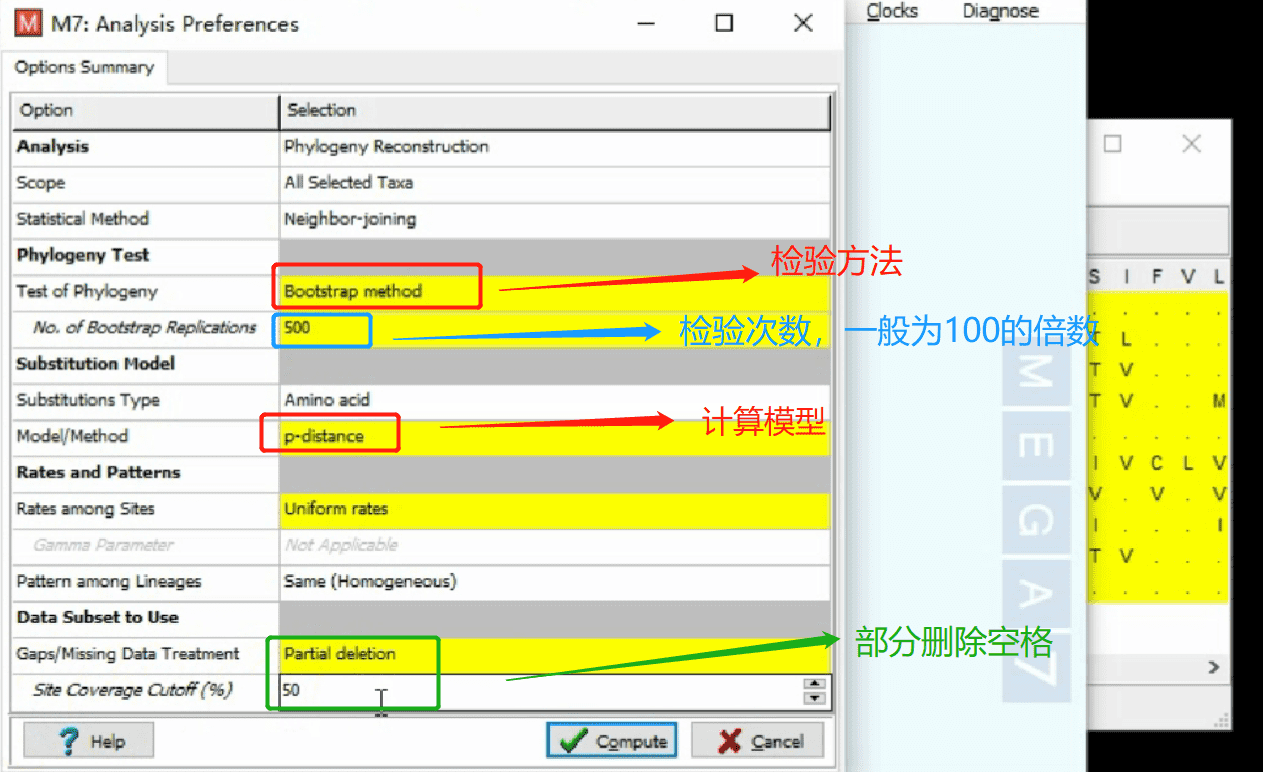 M7: Analysis Preferences
Clocks Diagnose
Options Summary
Option Selection
Analysis Phylogeny Reconstruction
Scope All Selected Taxa
Statistical Method Neighbor-joining
Phylogeny Test
检验方法
Test of Phylogeny Bootstrap method
No. of Bootstrap Replications 500
检验次数，一般为100的倍数
Substitution Model
Substitutions Type Amino acid
计算模型
Model/Method p-distance
Rates and Patterns
Rates among Sites Uniform rates
Gamma Parameter Not Applicable
Pattern among Lineages Same (Homogeneous)
Data Subset to Use
部分删除空格
Gaps/Missing Data Treatment Partial deletion
Site Coverage Cutoff (%) 50
Help Compute Cancel
MEGA7
S I F V L
. . . . .
L . . .
T V . . .
T V . . M
. . . . .
I V C L V
V . V . V
I . . . I
T V . . .
. . . . .